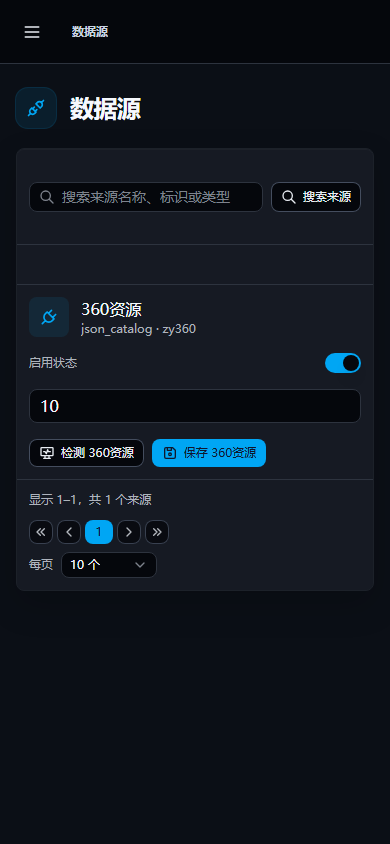 数据源
数据源
搜索来源名称、标识或类型
搜索来源
360资源
json_catalog · zy360
启用状态
10
检测 360资源
保存 360资源
显示 1–1，共 1 个来源
1
每页
10 个